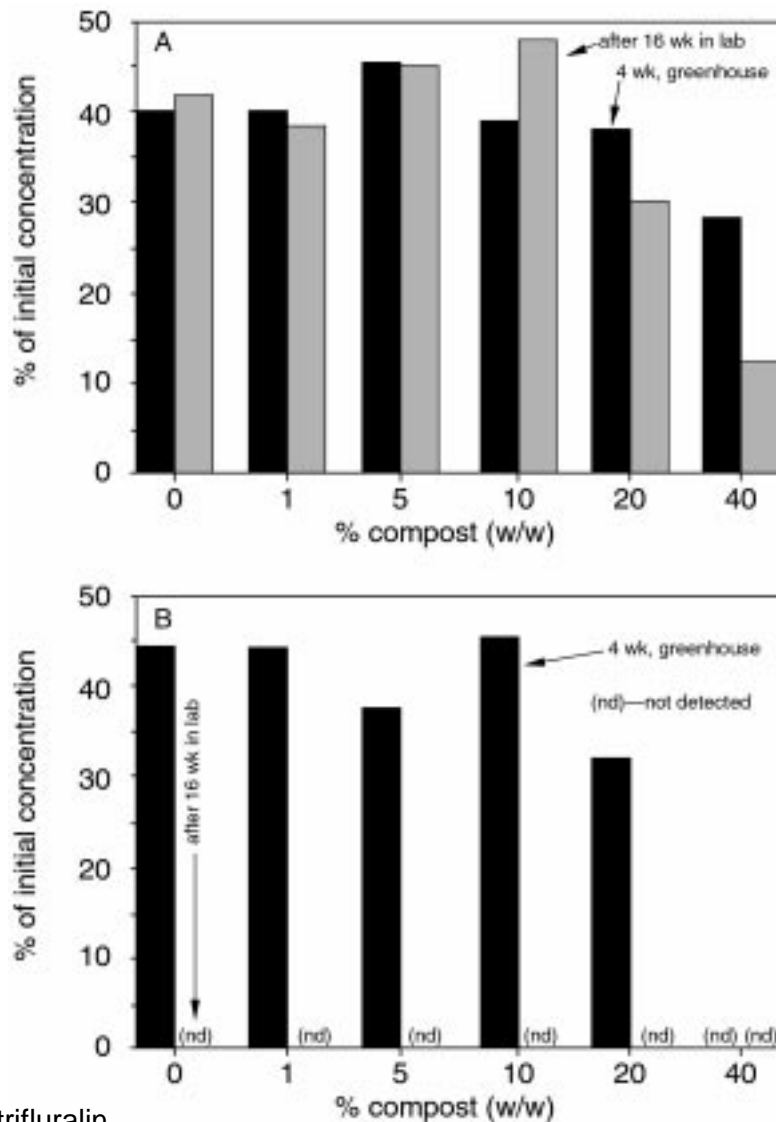 50
A
after 16 wk in lab
4 wk, greenhouse
40
30
20
10
0
% of initial concentration
0 1 5 10 20 40
% compost (w/w)
50
B
4 wk, greenhouse
(nd)—not detected
after 16 wk in lab
40
30
20
10
0
% of initial concentration
(nd) (nd) (nd) (nd) (nd) (nd) (nd)
0 1 5 10 20 40
% compost (w/w)
trifluralin